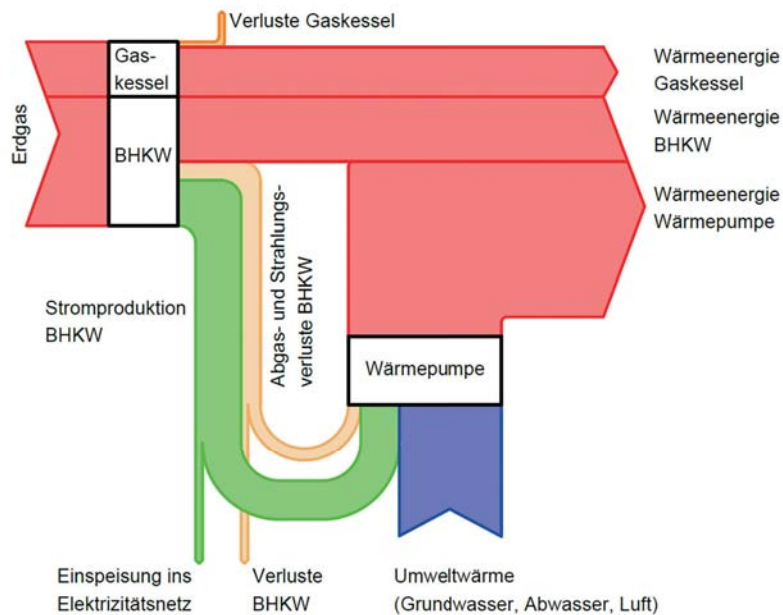 Verluste Gaskessel
Gas-
kessel
Wärmeenergie
Gaskessel
Erdgas
BHKW
Wärmeenergie
BHKW
Wärmeenergie
Wärmepumpe
Abgas- und Strahlungs-
verluste BHKW
Stromproduktion
BHKW
Wärmepumpe
Einspeisung ins
Elektrizitätsnetz
Verluste
BHKW
Umweltwärme
(Grundwasser, Abwasser, Luft)